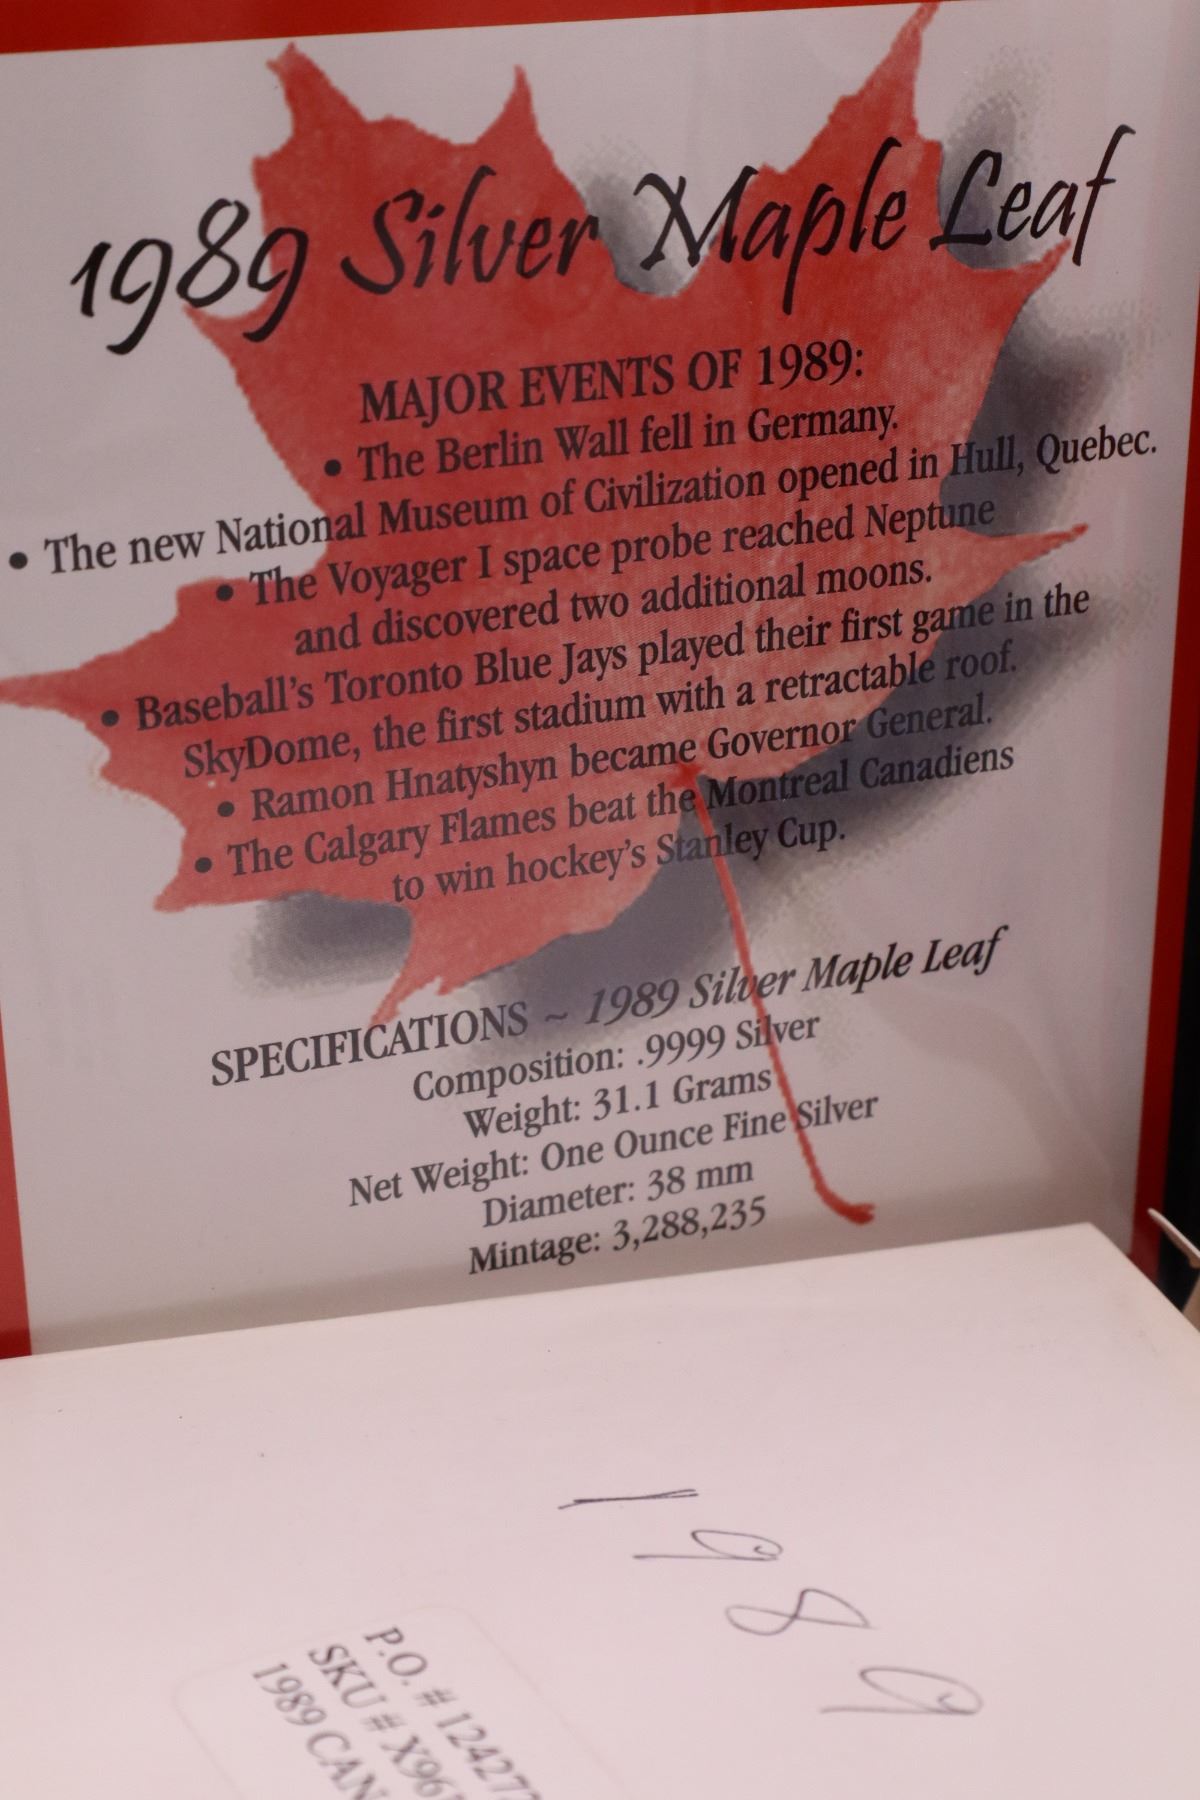 1989 Silver Maple Leaf
MAJOR EVENTS OF 1989:
• The Berlin Wall fell in Germany.
• The new National Museum of Civilization opened in Hull, Quebec.
• The Voyager I space probe reached Neptune
and discovered two additional moons.
• Baseball's Toronto Blue Jays played their first game in the
SkyDome, the first stadium with a retractable roof.
• Ramon Hnatyshyn became Governor General.
• The Calgary Flames beat the Montreal Canadiens
to win hockey's Stanley Cup.
SPECIFICATIONS ~ 1989 Silver Maple Leaf
Composition: .9999 Silver
Weight: 31.1 Grams
Net Weight: One Ounce Fine Silver
Diameter: 38 mm
Mintage: 3,288,235
1989
P.O. #
SKU #
1989 CAN